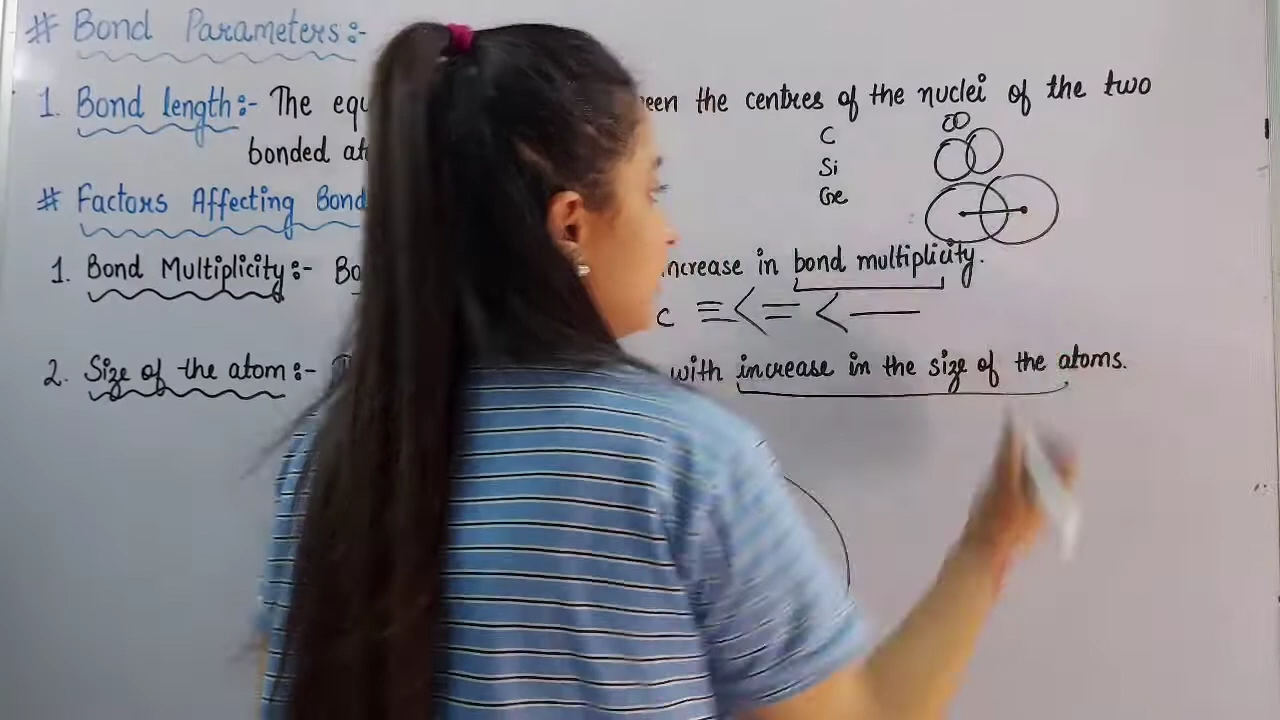 # Bond Parameters:-
1. Bond length:- The equ een the centres of the nuclei of the two
bonded at
C
Si
Ge
# Factors Affecting Bond
1. Bond Multiplicity:- Bo increase in bond multiplicity.
C ≡ < = < —
2. Size of the atom:- with increase in the size of the atoms.